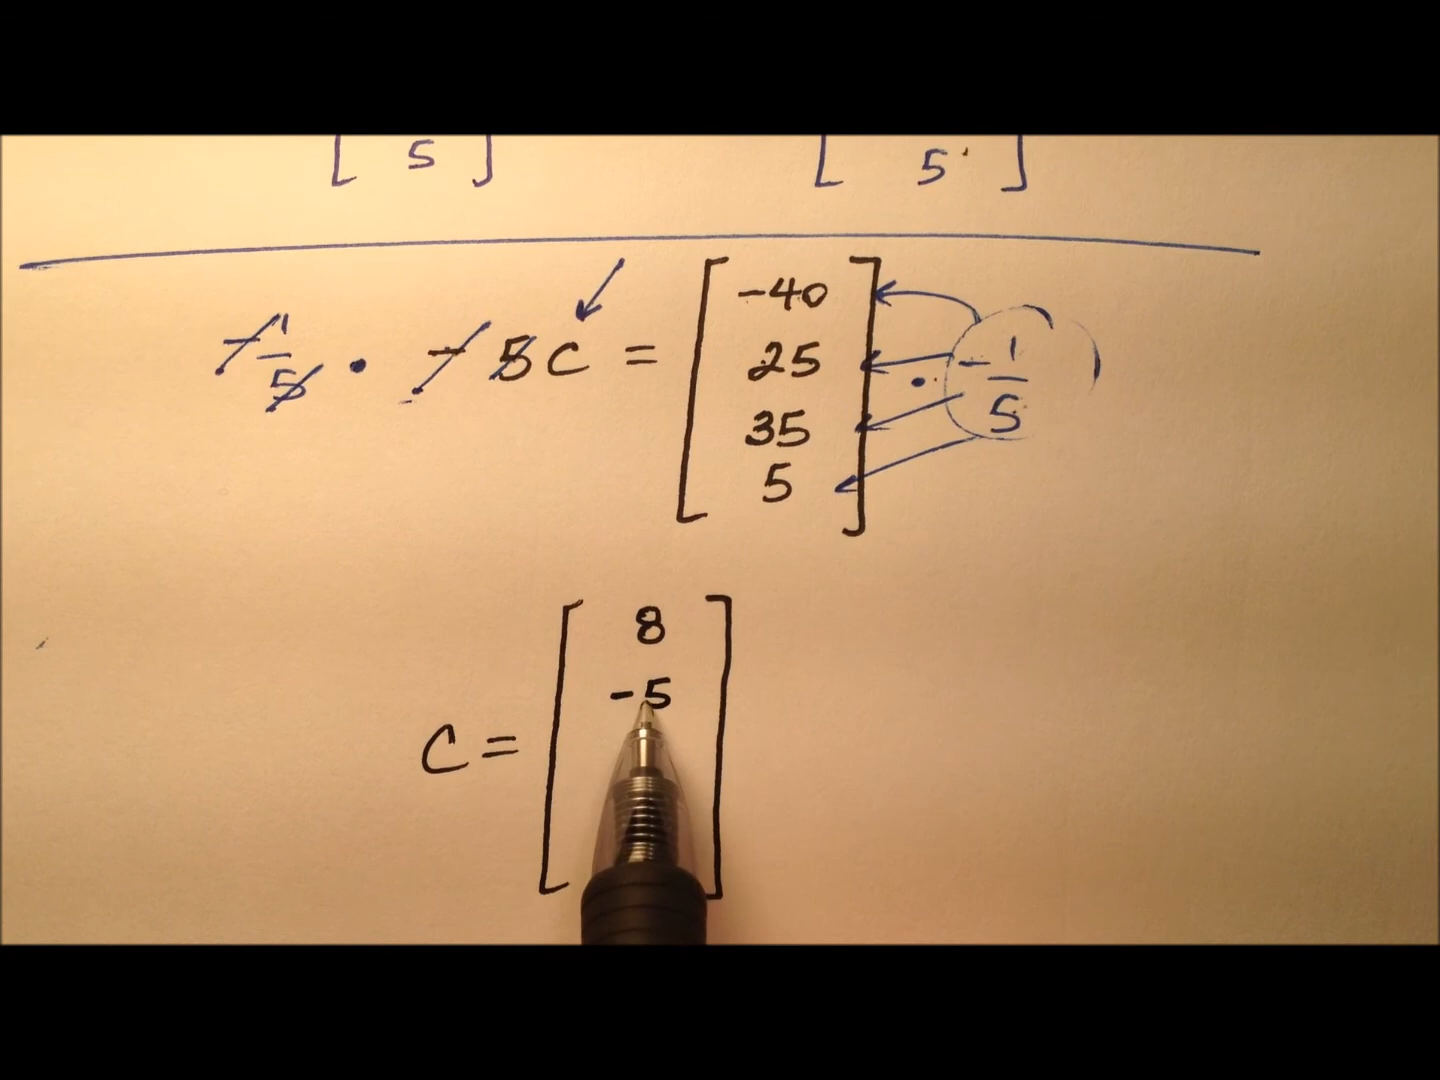 [ 5 ] [ 5 ]
-1/5 • -5C = [ -40 25 35 5 ] • -1/5
C = [ 8 -5 ]